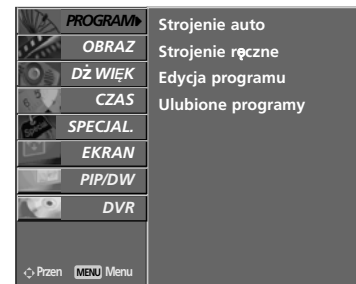 PROGRAM
OBRAZ
DŻWIĘK
CZAS
SPECJAL.
EKRAN
PIP/DW
DVR
Przen MENU Menu
Strojenie auto
Strojenie ręczne
Edycja programu
Ulubione programy